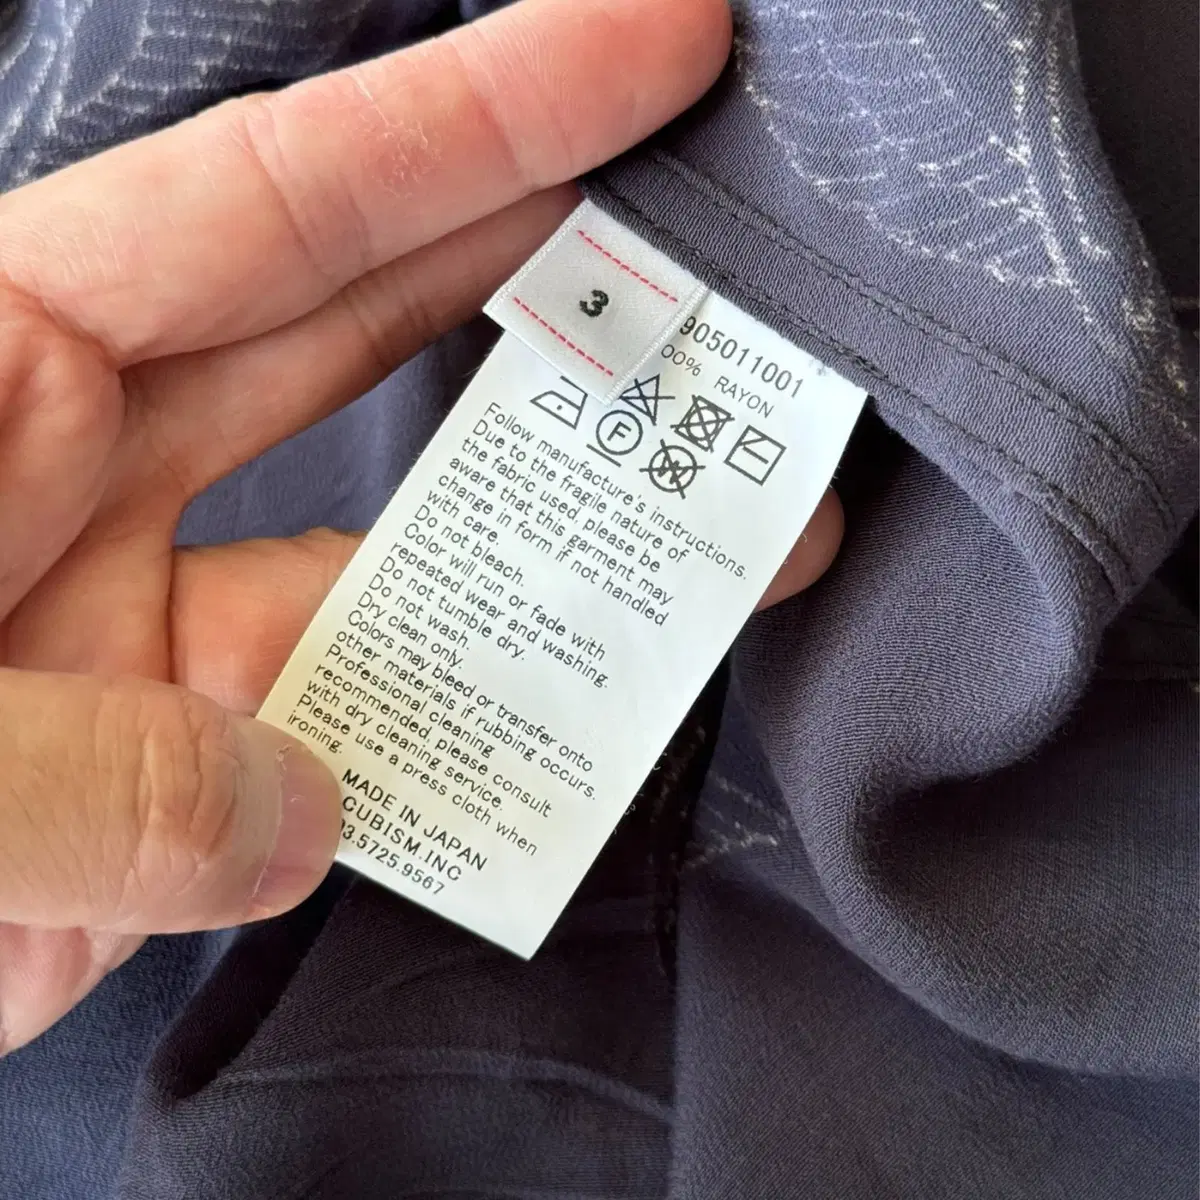 3
905011001
00% RAYON
F
W
Follow manufacture's instructions.
Due to the fragile nature of
the fabric used, please be
aware that this garment may
change in form if not handled
with care.
Do not bleach.
Color will run or fade with
repeated wear and washing.
Do not tumble dry.
Do not wash.
Dry clean only.
Colors may bleed or transfer onto
other materials if rubbing occurs.
Professional cleaning
recommended, please consult
with dry cleaning service.
Please use a press cloth when
ironing.
MADE IN JAPAN
CUBISM.INC
03.5725.9567